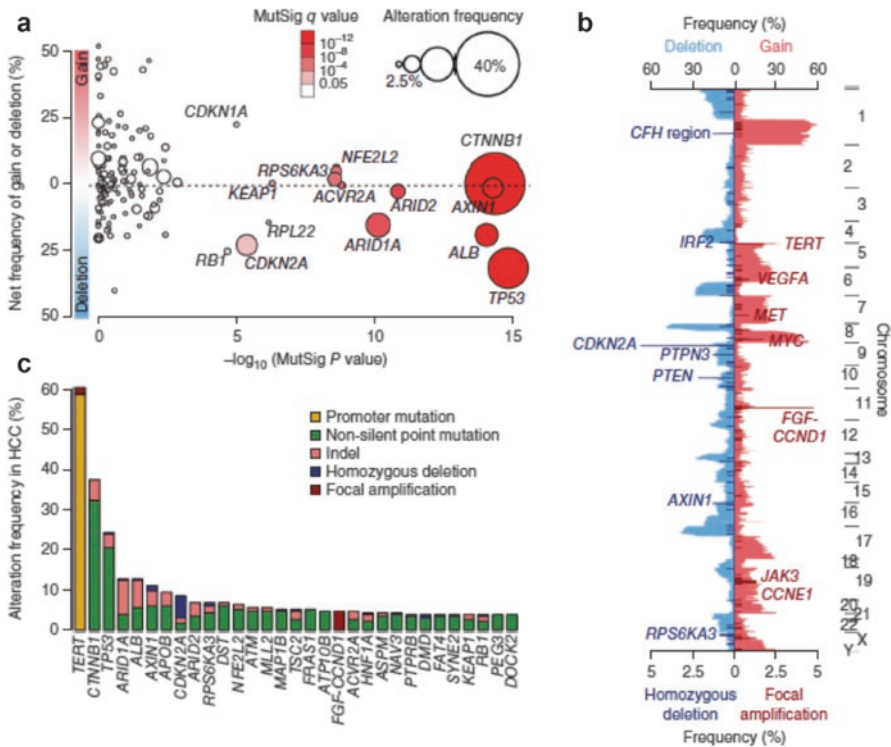 a
MutSig q value
10⁻¹²
10⁻⁸
10⁻⁴
0.05
Alteration frequency
2.5%
40%
Net frequency of gain or deletion (%)
Gain
Deletion
50
25
0
25
50
CDKN1A
CTNNB1
NFE2L2
RPS6KA3
KEAP1
ACVR2A
ARID2
AXIN1
RPL22
ARID1A
ALB
RB1
CDKN2A
TP53
0
5
10
15
–log₁₀ (MutSig P value)
b
Frequency (%)
Deletion
Gain
60
30
0
30
60
CFH region
IRF2
TERT
VEGFA
MET
MYC
CDKN2A
PTPN3
PTEN
FGF-
CCND1
AXIN1
JAK3
CCNE1
RPS6KA3
1
2
3
4
5
6
7
8
9
10
11
12
13
14
15
16
17
18
19
20
21
22
X
Y
Chromosome
5
2.5
0
2.5
5
Homozygous
deletion
Focal
amplification
Frequency (%)
c
Alteration frequency in HCC (%)
60
50
40
30
20
10
0
Promoter mutation
Non-silent point mutation
Indel
Homozygous deletion
Focal amplification
TERT
CTNNB1
TP53
ARID1A
ALB
AXIN1
APOB
CDKN2A
ARID2
RPS6KA3
DST
NFE2L2
ATM
MLL2
MAP1B
TSC2
FRAS1
ATP10B
FGF-CCND1
ACVR2A
HNF1A
ASPM
NAV3
PTPRB
DMD
FAT4
SYNE2
KEAP1
RB1
PEG3
DOCK2